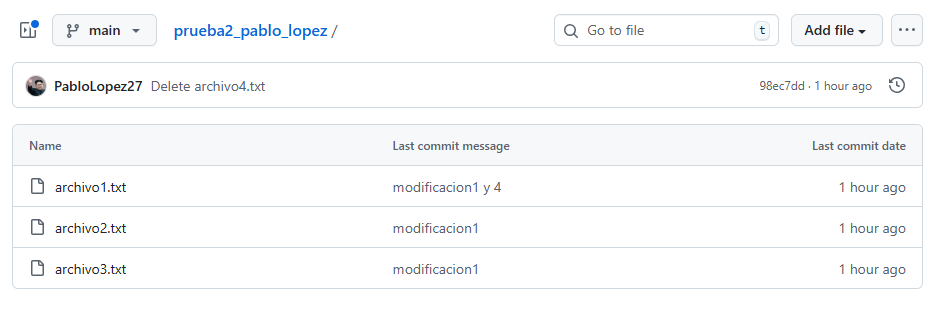 main prueba2_pablo_lopez / Go to file t Add file
PabloLopez27 Delete archivo4.txt 98ec7dd · 1 hour ago
Name Last commit message Last commit date
archivo1.txt modificacion1 y 4 1 hour ago
archivo2.txt modificacion1 1 hour ago
archivo3.txt modificacion1 1 hour ago